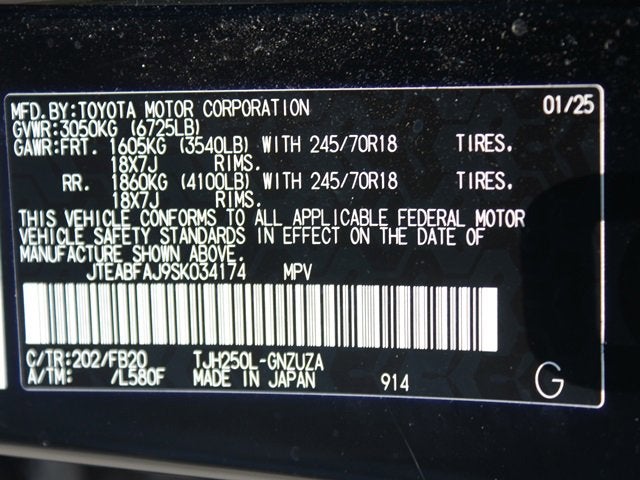 MFD.BY:TOYOTA MOTOR CORPORATION 01/25
GVWR:3050KG (6725LB)
GAWR:FRT. 1605KG (3540LB) WITH 245/70R18 TIRES.
18X7J RIMS.
RR. 1860KG (4100LB) WITH 245/70R18 TIRES.
18X7J RIMS.
THIS VEHICLE CONFORMS TO ALL APPLICABLE FEDERAL MOTOR
VEHICLE SAFETY STANDARDS IN EFFECT ON THE DATE OF
MANUFACTURE SHOWN ABOVE.
JTEABFAJ9SK034174 MPV
C/TR:202/FB20 TJH250L-GNZUZA
A/TM: /L580F MADE IN JAPAN 914 G